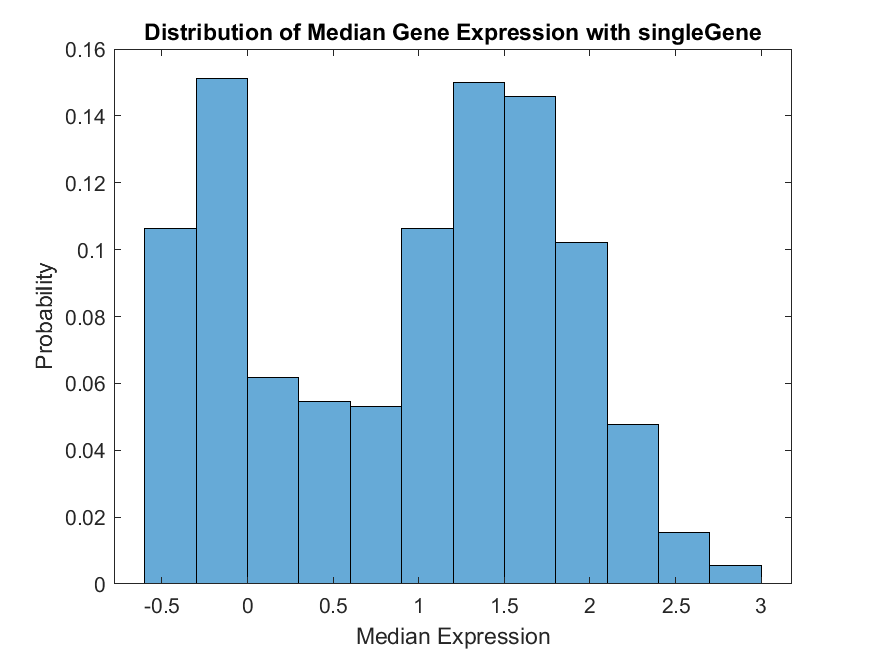 Distribution of Median Gene Expression with singleGene
0.16
0.14
0.12
0.1
0.08
0.06
0.04
0.02
0
Probability
-0.5 0 0.5 1 1.5 2 2.5 3
Median Expression